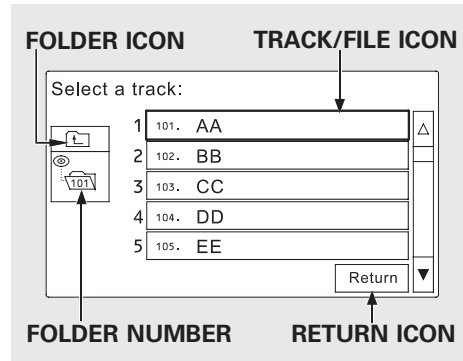 FOLDER ICON TRACK/FILE ICON
Select a track:
1 101. AA
2 102. BB
101 3 103. CC
4 104. DD
5 105. EE
Return
FOLDER NUMBER RETURN ICON